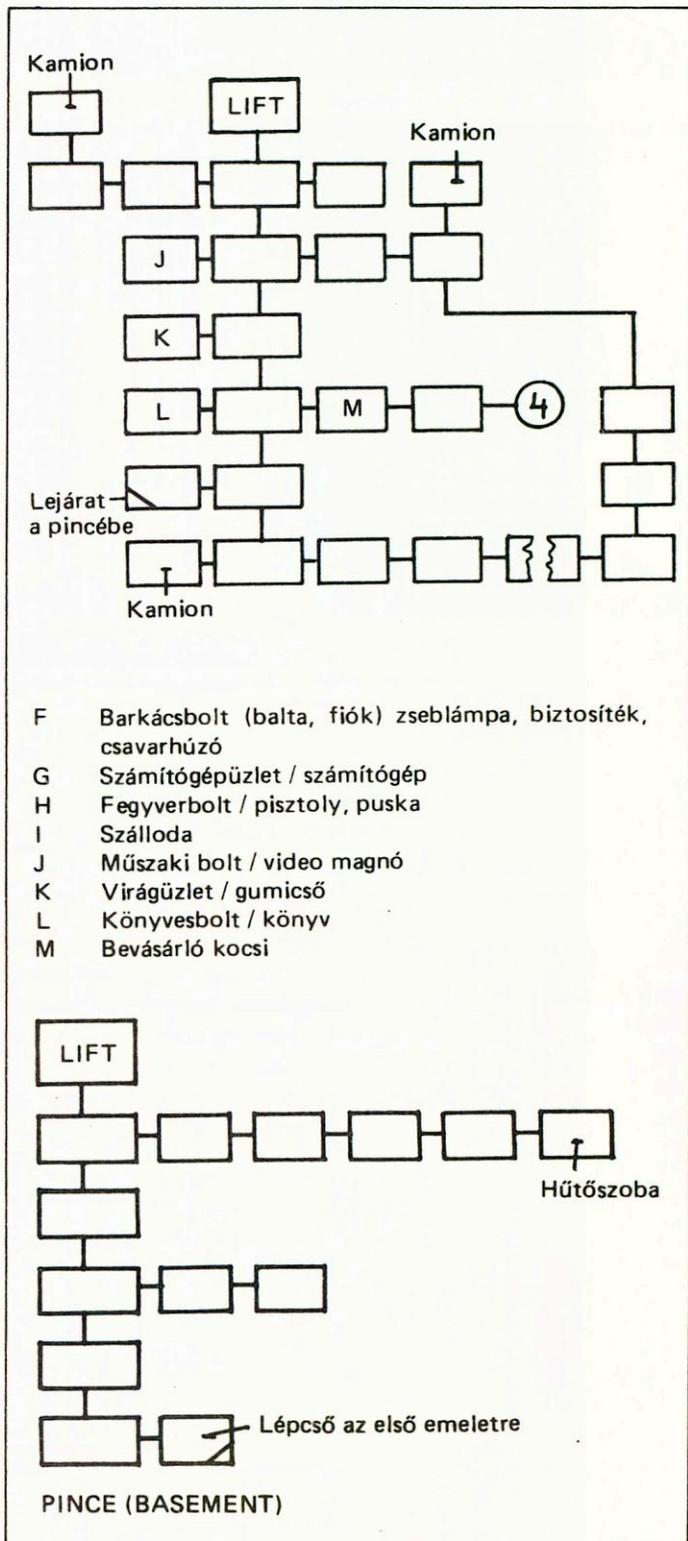 Kamion
LIFT
Kamion
J
K
L
M
4
Lejárat
a pincébe
Kamion
F Barkácsbolt (balta, fiók) zseblámpa, biztosíték,
csavarhúzó
G Számítógépüzlet / számítógép
H Fegyverbolt / pisztoly, puska
I Szálloda
J Műszaki bolt / video magnó
K Virágüzlet / gumicső
L Könyvesbolt / könyv
M Bevásárló kocsi
LIFT
Hűtőszoba
Lépcső az első emeletre
PINCE (BASEMENT)